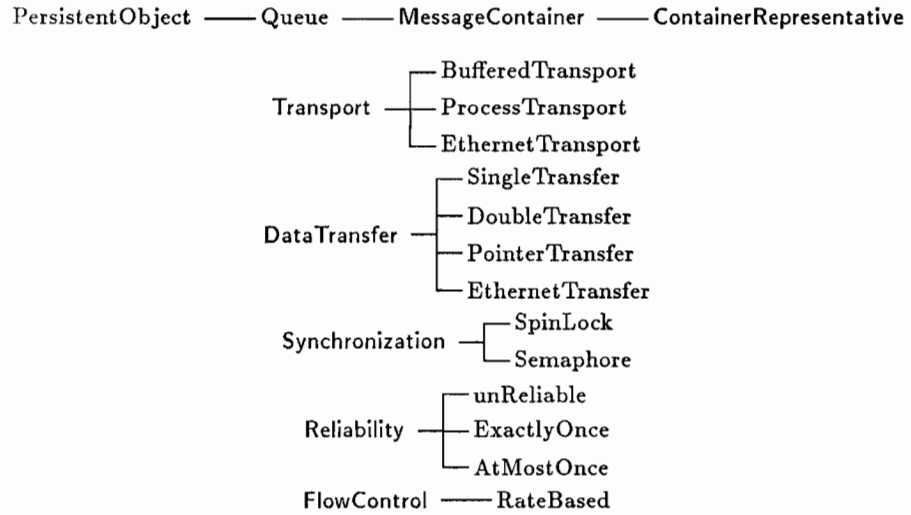 PersistentObject Queue MessageContainer ContainerRepresentative
BufferedTransport
Transport ProcessTransport
EthernetTransport
SingleTransfer
DoubleTransfer
DataTransfer
PointerTransfer
EthernetTransfer
SpinLock
Synchronization
Semaphore
unReliable
Reliability ExactlyOnce
AtMostOnce
FlowControl RateBased